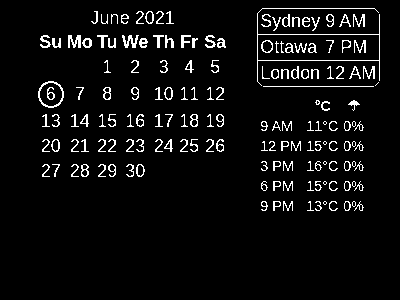 June 2021
Su Mo Tu We Th Fr Sa
1 2 3 4 5
6 7 8 9 10 11 12
13 14 15 16 17 18 19
20 21 22 23 24 25 26
27 28 29 30
Sydney 9 AM
Ottawa 7 PM
London 12 AM
°C ☂
9 AM 11°C 0%
12 PM 15°C 0%
3 PM 16°C 0%
6 PM 15°C 0%
9 PM 13°C 0%